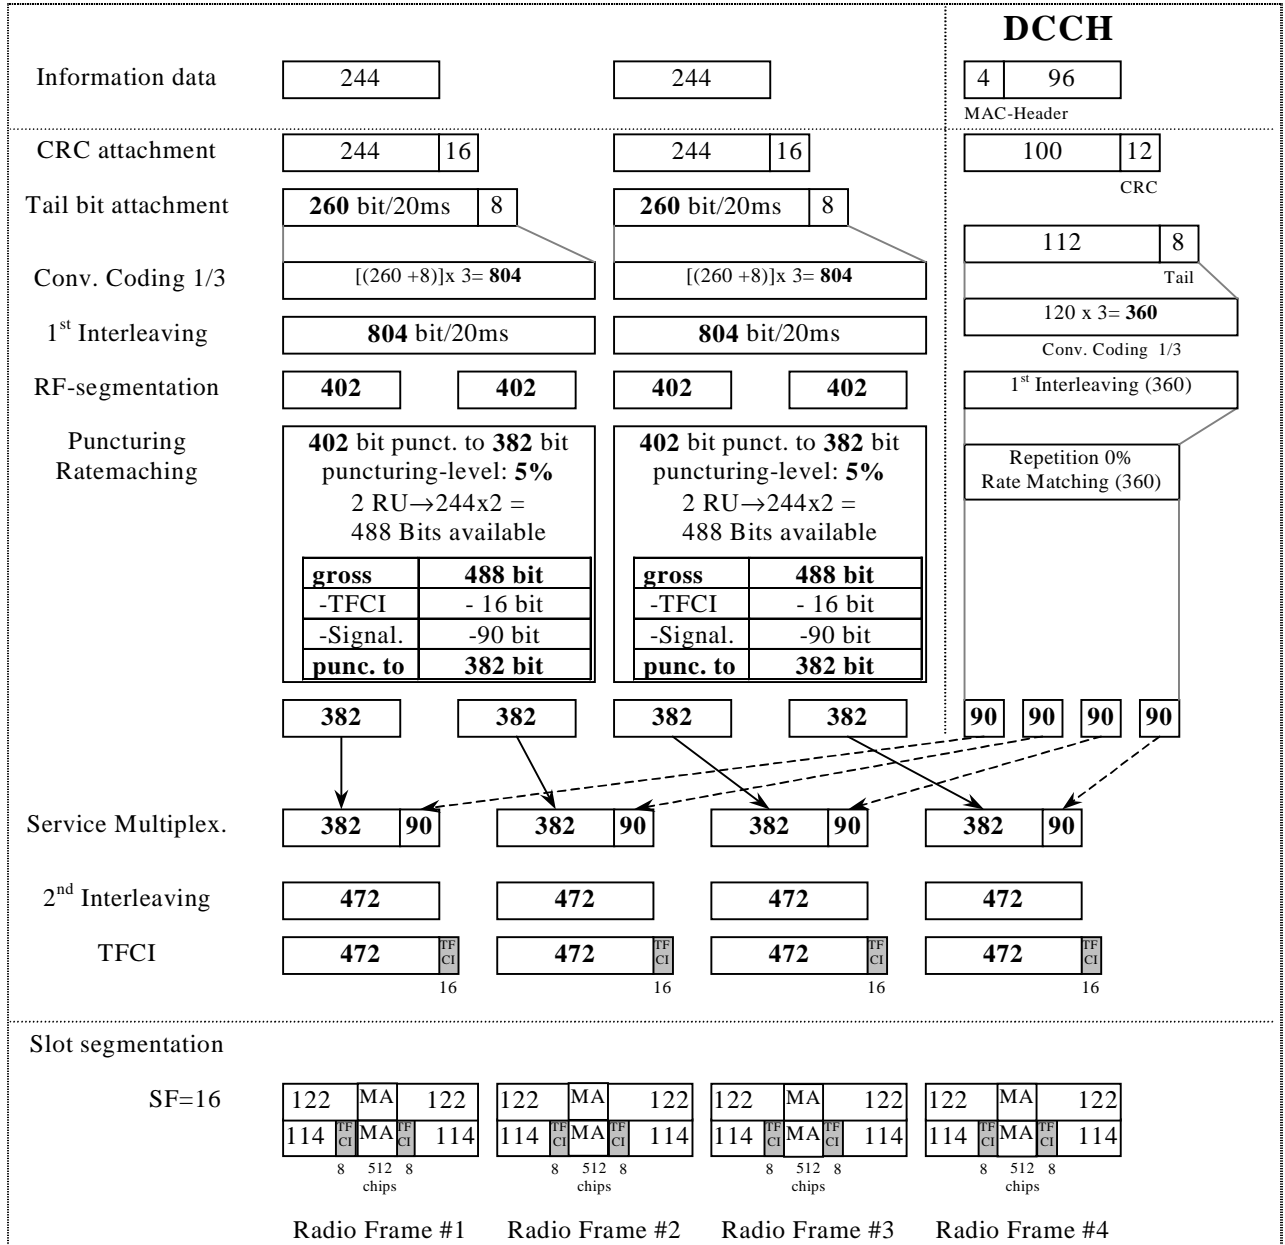 DCCH
Information data 244 244 4 96
MAC-Header
CRC attachment 244 16 244 16 100 12
CRC
Tail bit attachment 260 bit/20ms 8 260 bit/20ms 8
112 8
Tail
Conv. Coding 1/3 [(260 +8)]x 3= 804 [(260 +8)]x 3= 804
120 x 3= 360
Conv. Coding 1/3
1st Interleaving 804 bit/20ms 804 bit/20ms
RF-segmentation 402 402 402 402 1st Interleaving (360)
Puncturing
Ratemaching
402 bit punct. to 382 bit
puncturing-level: 5%
2 RU→244x2 =
488 Bits available
gross 488 bit
-TFCI - 16 bit
-Signal. -90 bit
punc. to 382 bit
402 bit punct. to 382 bit
puncturing-level: 5%
2 RU→244x2 =
488 Bits available
gross 488 bit
-TFCI - 16 bit
-Signal. -90 bit
punc. to 382 bit
Repetition 0%
Rate Matching (360)
382 382 382 382 90 90 90 90
Service Multiplex. 382 90 382 90 382 90 382 90
2nd Interleaving 472 472 472 472
TFCI 472 TF CI 472 TF CI 472 TF CI 472 TF CI
16 16 16 16
Slot segmentation
SF=16 122 MA 122 122 MA 122 122 MA 122 122 MA 122
114 TF CI MA TF CI 114 114 TF CI MA TF CI 114 114 TF CI MA TF CI 114 114 TF CI MA TF CI 114
8 512 8 8 512 8 8 512 8 8 512 8
chips chips chips chips
Radio Frame #1 Radio Frame #2 Radio Frame #3 Radio Frame #4